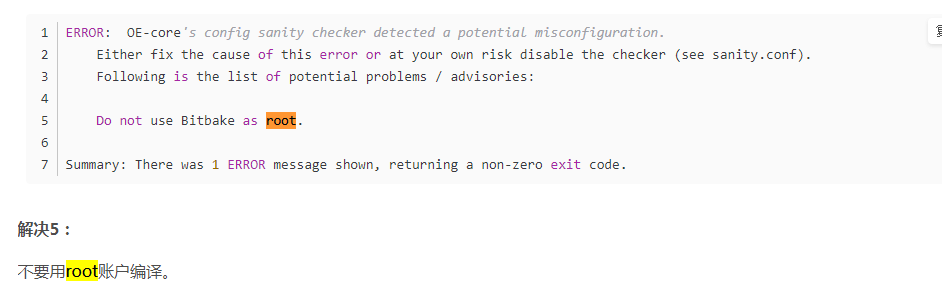 1 ERROR:  OE-core's config sanity checker detected a potential misconfiguration.
2     Either fix the cause of this error or at your own risk disable the checker (see sanity.conf).
3     Following is the list of potential problems / advisories:
4
5     Do not use Bitbake as root.
6
7 Summary: There was 1 ERROR message shown, returning a non-zero exit code.
解决5：
不要用root账户编译。